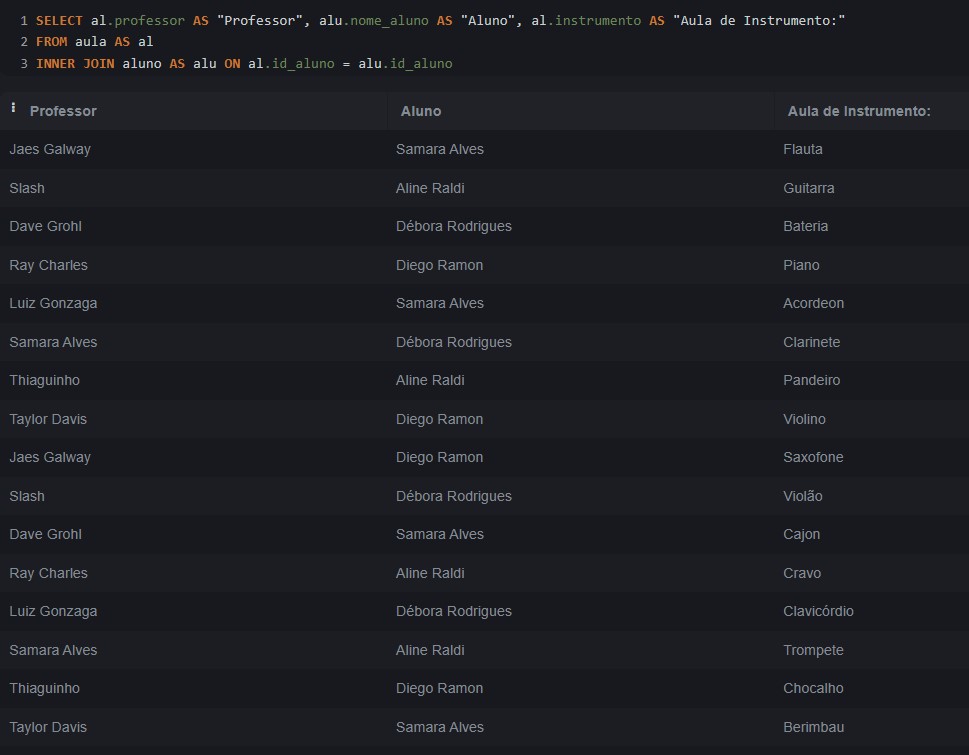 1 SELECT al.professor AS "Professor", alu.nome_aluno AS "Aluno", al.instrumento AS "Aula de Instrumento:"
2 FROM aula AS al
3 INNER JOIN aluno AS alu ON al.id_aluno = alu.id_aluno
Professor Aluno Aula de Instrumento:
Jaes Galway Samara Alves Flauta
Slash Aline Raldi Guitarra
Dave Grohl Débora Rodrigues Bateria
Ray Charles Diego Ramon Piano
Luiz Gonzaga Samara Alves Acordeon
Samara Alves Débora Rodrigues Clarinete
Thiaguinho Aline Raldi Pandeiro
Taylor Davis Diego Ramon Violino
Jaes Galway Diego Ramon Saxofone
Slash Débora Rodrigues Violão
Dave Grohl Samara Alves Cajon
Ray Charles Aline Raldi Cravo
Luiz Gonzaga Débora Rodrigues Clavicórdio
Samara Alves Aline Raldi Trompete
Thiaguinho Diego Ramon Chocalho
Taylor Davis Samara Alves Berimbau